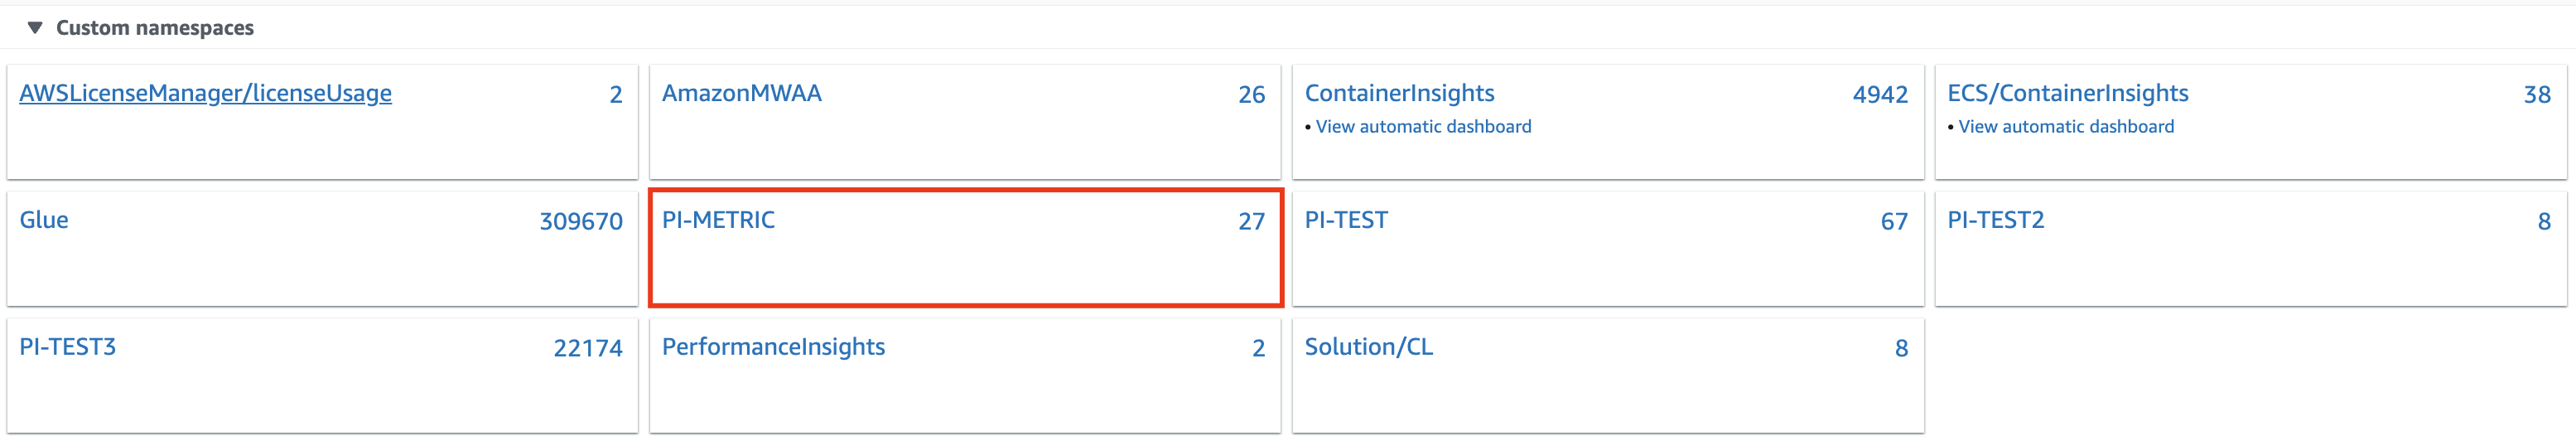 Custom namespaces
AWSLicenseManager/licenseUsage 2
AmazonMWAA 26
ContainerInsights 4942
• View automatic dashboard
ECS/ContainerInsights 38
• View automatic dashboard
Glue 309670
PI-METRIC 27
PI-TEST 67
PI-TEST2 8
PI-TEST3 22174
PerformanceInsights 2
Solution/CL 8